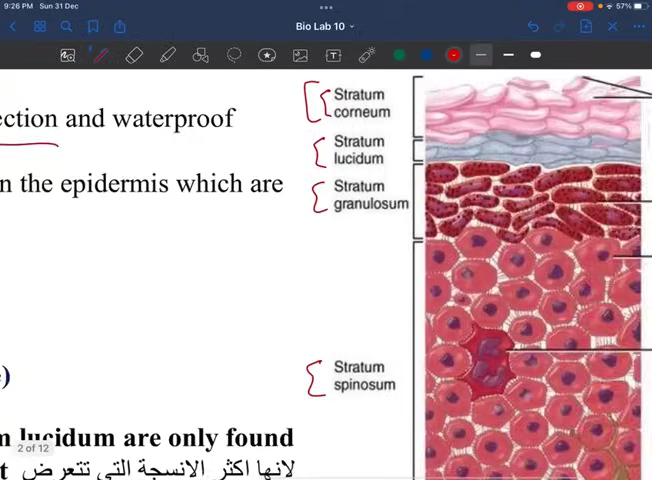 9:26 PM Sun 31 Dec
57%
Bio Lab 10
ection and waterproof
n the epidermis which are
)
m lucidum are only found
2 of 12
لانها اكثر الانسجة التي تتعرض t
Stratum
corneum
Stratum
lucidum
Stratum
granulosum
Stratum
spinosum